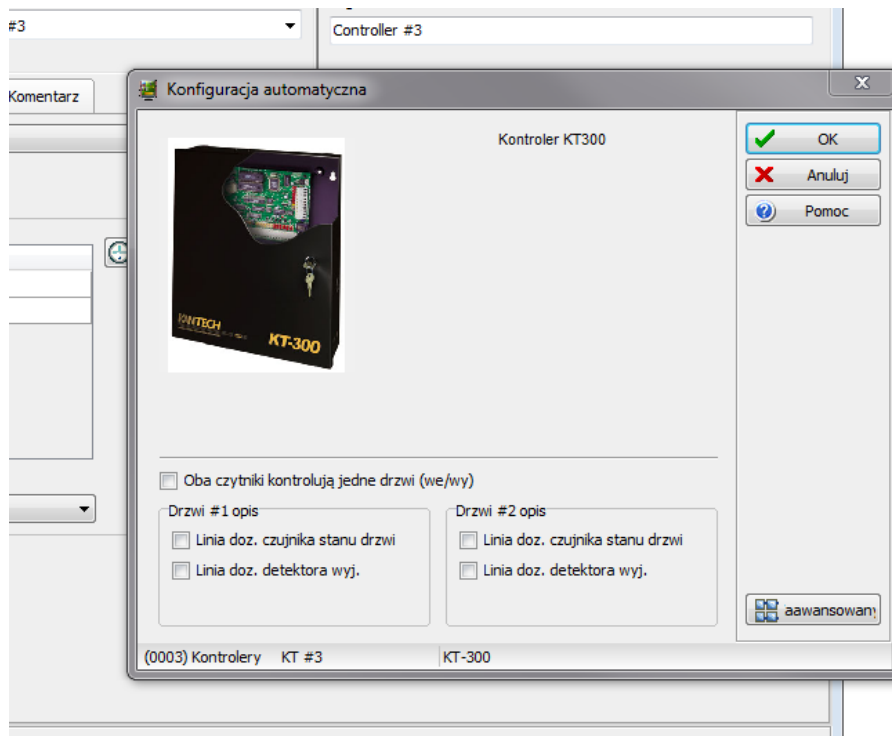 #3
Controller #3
Komentarz
Konfiguracja automatyczna
Kontroler KT300
OK
Anuluj
Pomoc
KANTECH
KT-300
Oba czytniki kontrolują jedne drzwi (we/wy)
Drzwi #1 opis
Linia doz. czujnika stanu drzwi
Linia doz. detektora wyj.
Drzwi #2 opis
Linia doz. czujnika stanu drzwi
Linia doz. detektora wyj.
aawansowany
(0003) Kontrolery KT #3 KT-300